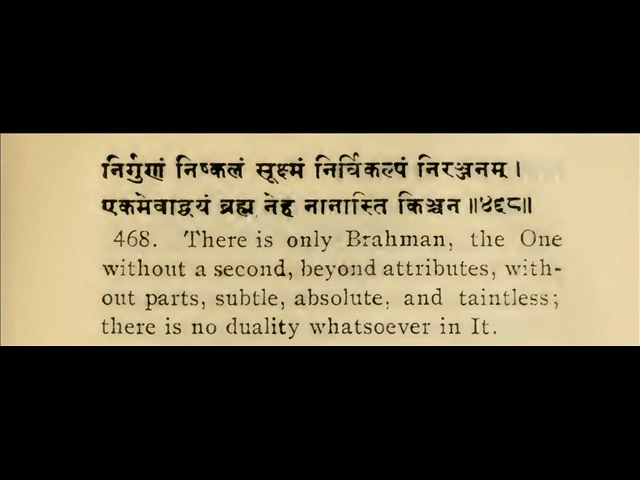 निर्गुणं निष्कलं सूक्ष्मं निर्विकल्पं निरञ्जनम् ।
एकमेवाद्वयं ब्रह्म नेह नानास्ति किञ्चन ॥४६८॥
468. There is only Brahman, the One
without a second, beyond attributes, with-
out parts, subtle, absolute, and taintless;
there is no duality whatsoever in It.